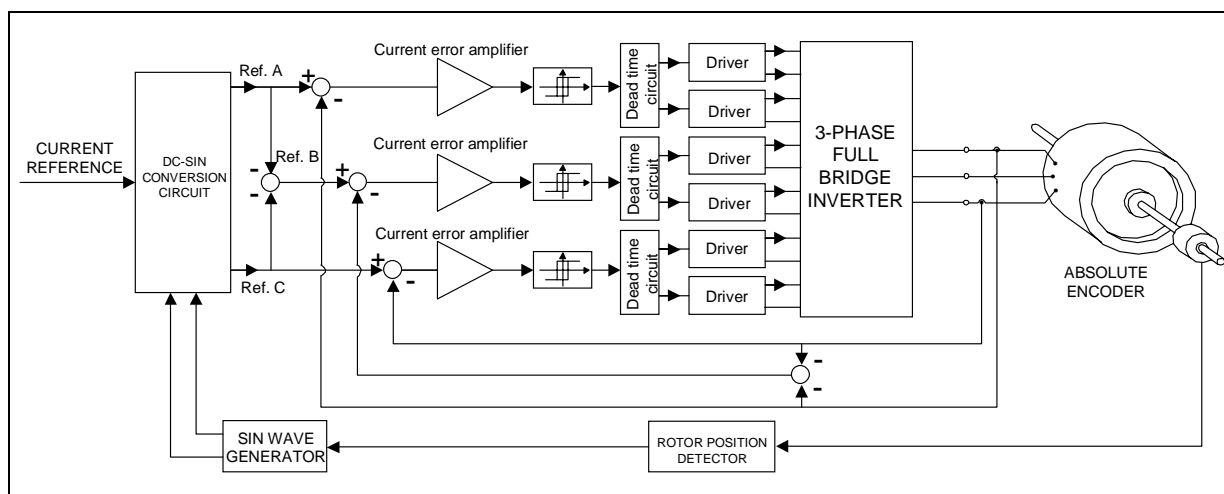 Current error amplifier
Ref. A
+
-
Dead time
circuit
Driver
Driver
CURRENT
REFERENCE
DC-SIN
CONVERSION
CIRCUIT
Current error amplifier
Ref. B
-
-
+
-
Dead time
circuit
Driver
Driver
3-PHASE
FULL
BRIDGE
INVERTER
Current error amplifier
Ref. C
+
-
Dead time
circuit
Driver
Driver
ABSOLUTE
ENCODER
-
-
SIN WAVE
GENERATOR
ROTOR POSITION
DETECTOR